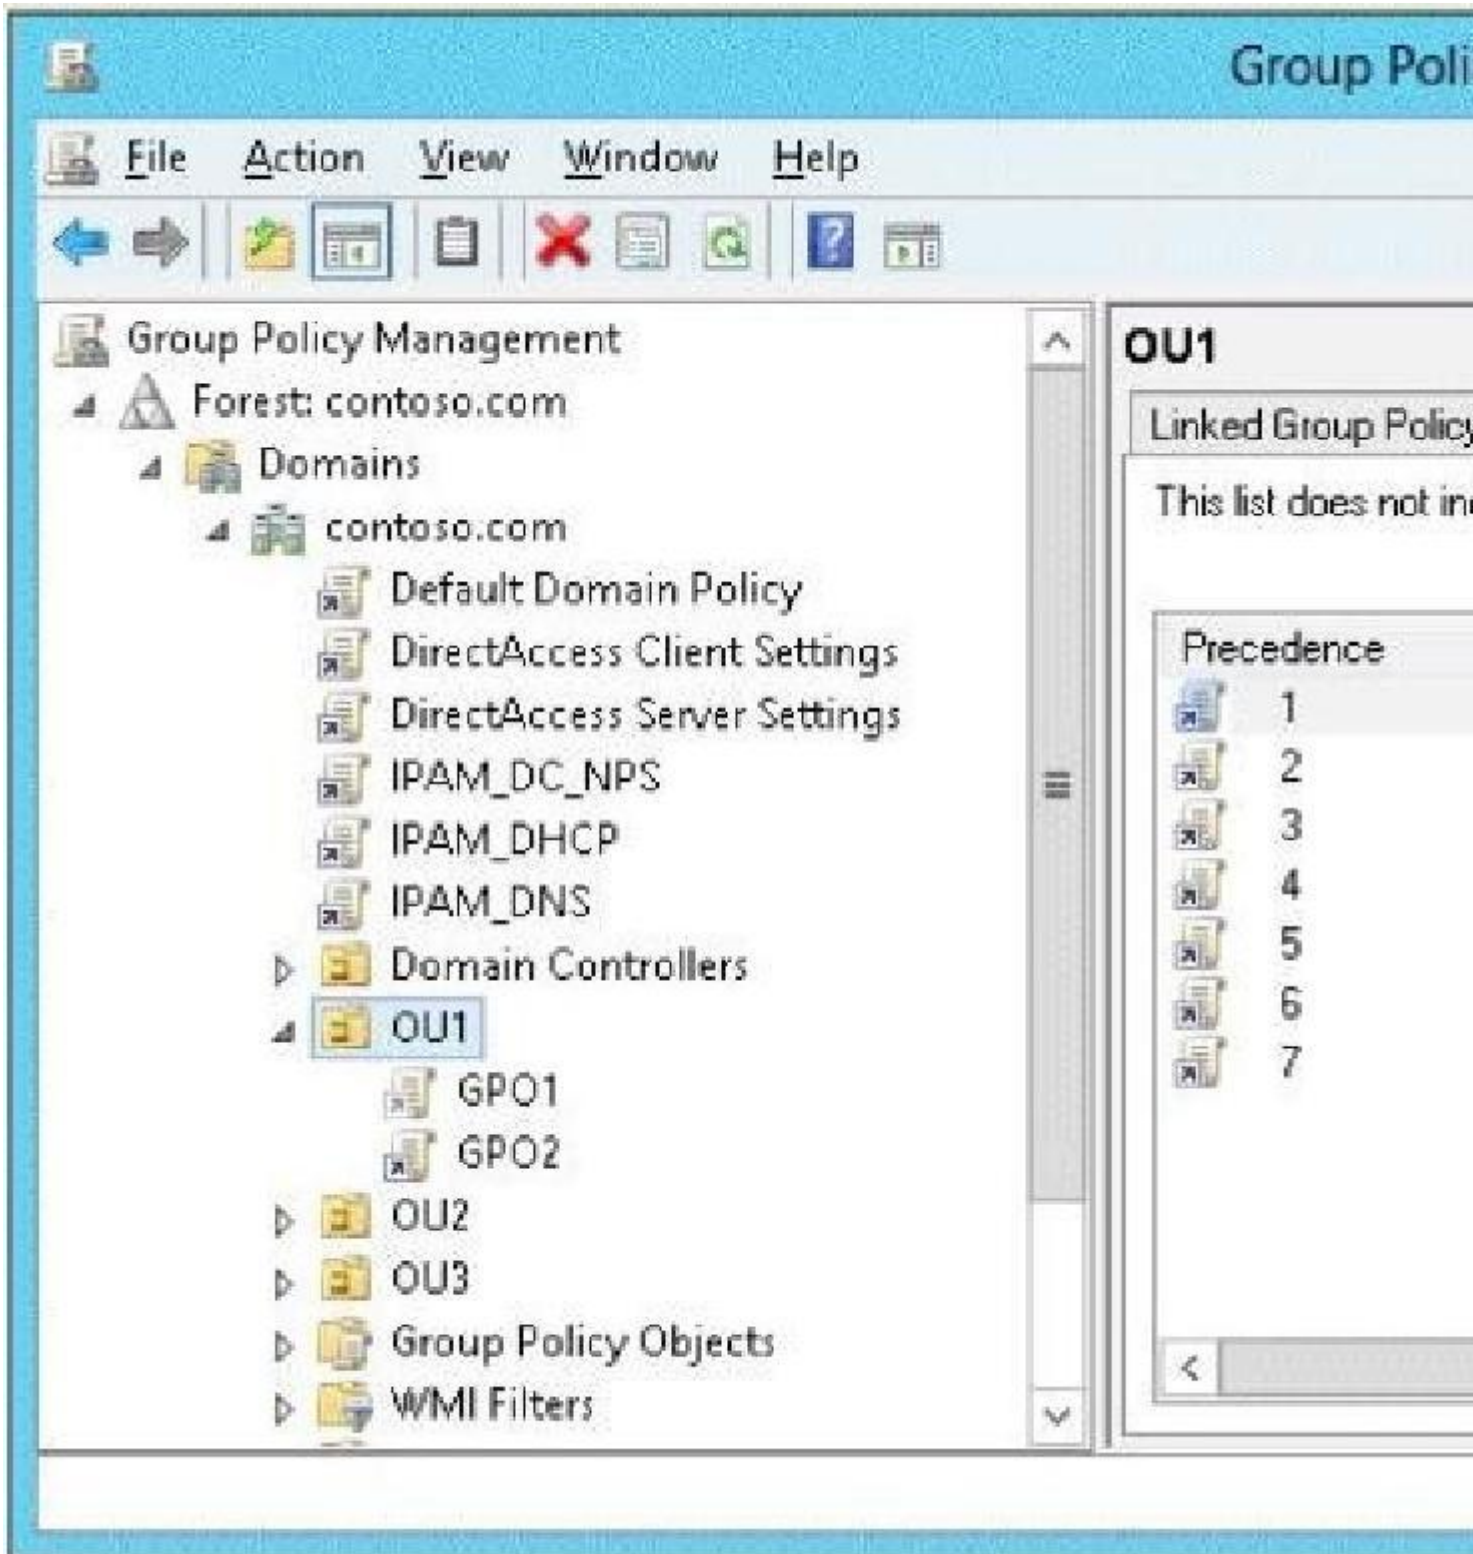 Group Poli
File Action View Window Help
Group Policy Management
Forest: contoso.com
Domains
contoso.com
Default Domain Policy
DirectAccess Client Settings
DirectAccess Server Settings
IPAM_DC_NPS
IPAM_DHCP
IPAM_DNS
Domain Controllers
OU1
GPO1
GPO2
OU2
OU3
Group Policy Objects
WMI Filters
OU1
Linked Group Policy
This list does not in
Precedence
1
2
3
4
5
6
7